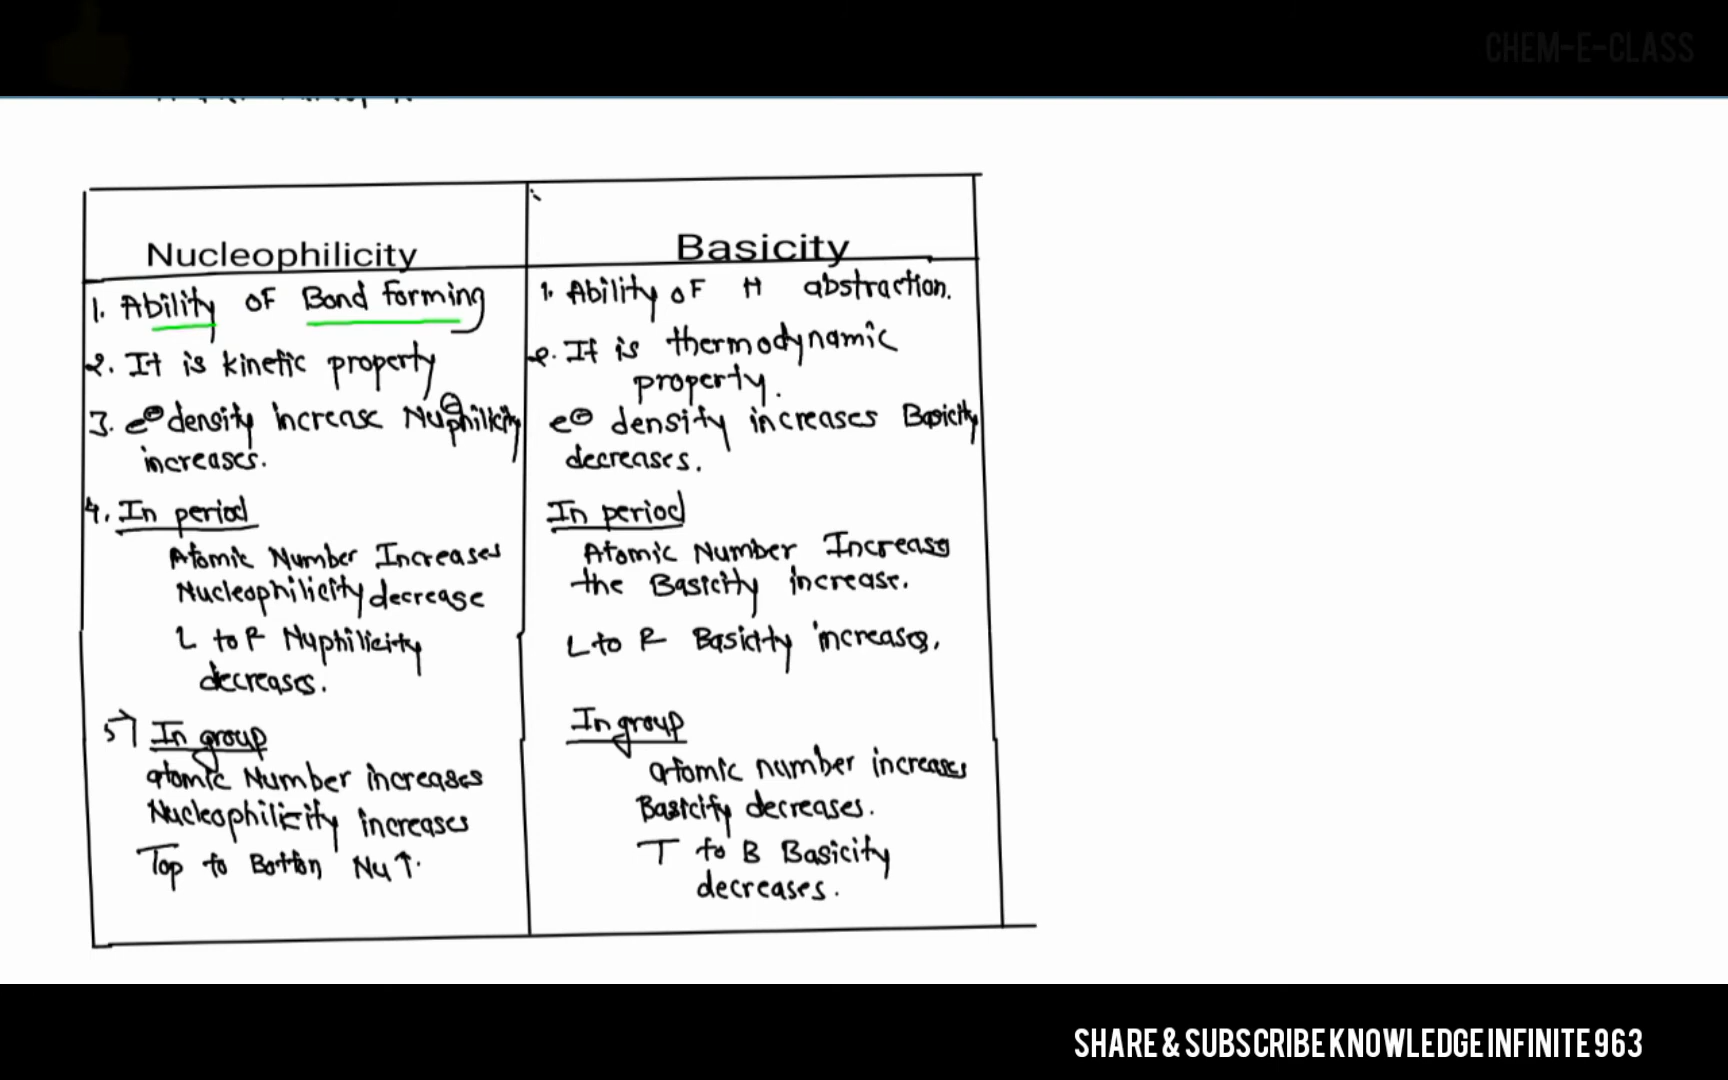 CHEM-E-CLASS
Nucleophilicity
1. Ability of Bond forming
2. It is kinetic property
3. e⊖ density increase Nu⊖philicity
increases.
4. In period
Atomic Number Increases
Nucleophilicity decrease
L to R Nuphilicity
decreases.
5) In group
atomic Number increases
Nucleophilicity increases
Top to Bottom Nu↑.
Basicity
1. Ability of H abstraction.
2. It is thermodynamic
property.
e⊖ density increases Basicity
decreases.
In period
Atomic Number Increase
the Basicity increase.
L to R Basicity increases.
In group
atomic number increases
Basicity decreases.
T to B Basicity
decreases.
SHARE & SUBSCRIBE KNOWLEDGE INFINITE 963